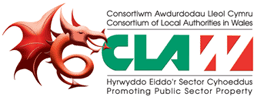 Consortiwm Awdurdodau Lleol Cymru
Consortium of Local Authorities in Wales
CLAW
Hyrwyddo Eiddo'r Sector Cyhoeddus
Promoting Public Sector Property